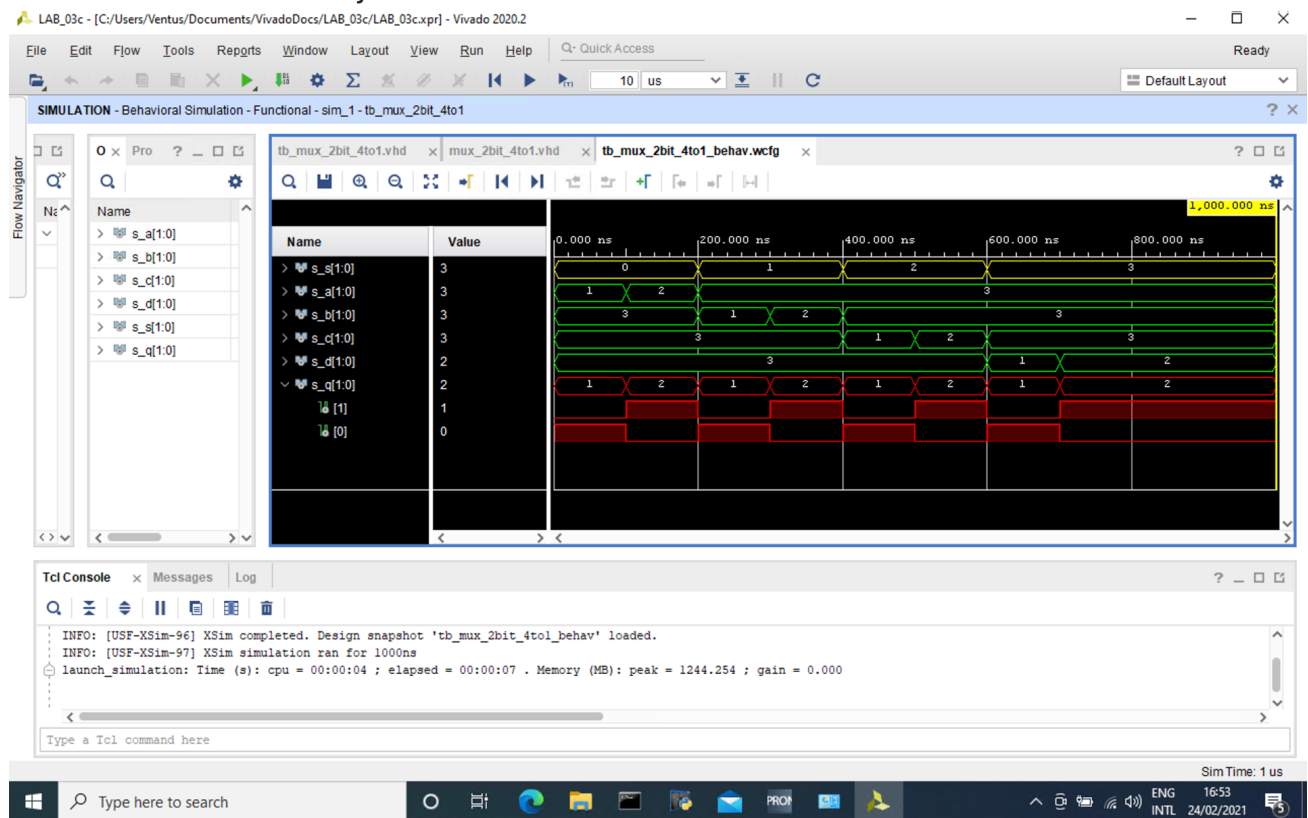 LAB_03c - [C:/Users/Ventus/Documents/VivadoDocs/LAB_03c/LAB_03c.xpr] - Vivado 2020.2
File Edit Flow Tools Reports Window Layout View Run Help Quick Access Ready
10 us Default Layout
SIMULATION - Behavioral Simulation - Functional - sim_1 - tb_mux_2bit_4to1
Flow Navigator
O Pro tb_mux_2bit_4to1.vhd mux_2bit_4to1.vhd tb_mux_2bit_4to1_behav.wcfg
Name
s_a[1:0]
s_b[1:0]
s_c[1:0]
s_d[1:0]
s_s[1:0]
s_q[1:0]
1,000.000 ns
Name Value 0.000 ns 200.000 ns 400.000 ns 600.000 ns 800.000 ns
s_s[1:0] 3 0 1 2 3
s_a[1:0] 3 1 2 3
s_b[1:0] 3 3 1 2 3
s_c[1:0] 3 3 1 2 3
s_d[1:0] 2 3 1 2
s_q[1:0] 2 1 2 1 2 1 2 1 2
[1] 1
[0] 0
Tcl Console Messages Log
INFO: [USF-XSim-96] XSim completed. Design snapshot 'tb_mux_2bit_4to1_behav' loaded.
INFO: [USF-XSim-97] XSim simulation ran for 1000ns
launch_simulation: Time (s): cpu = 00:00:04 ; elapsed = 00:00:07 . Memory (MB): peak = 1244.254 ; gain = 0.000
Type a Tcl command here
Sim Time: 1 us
Type here to search ENG 16:53
INTL 24/02/2021 5